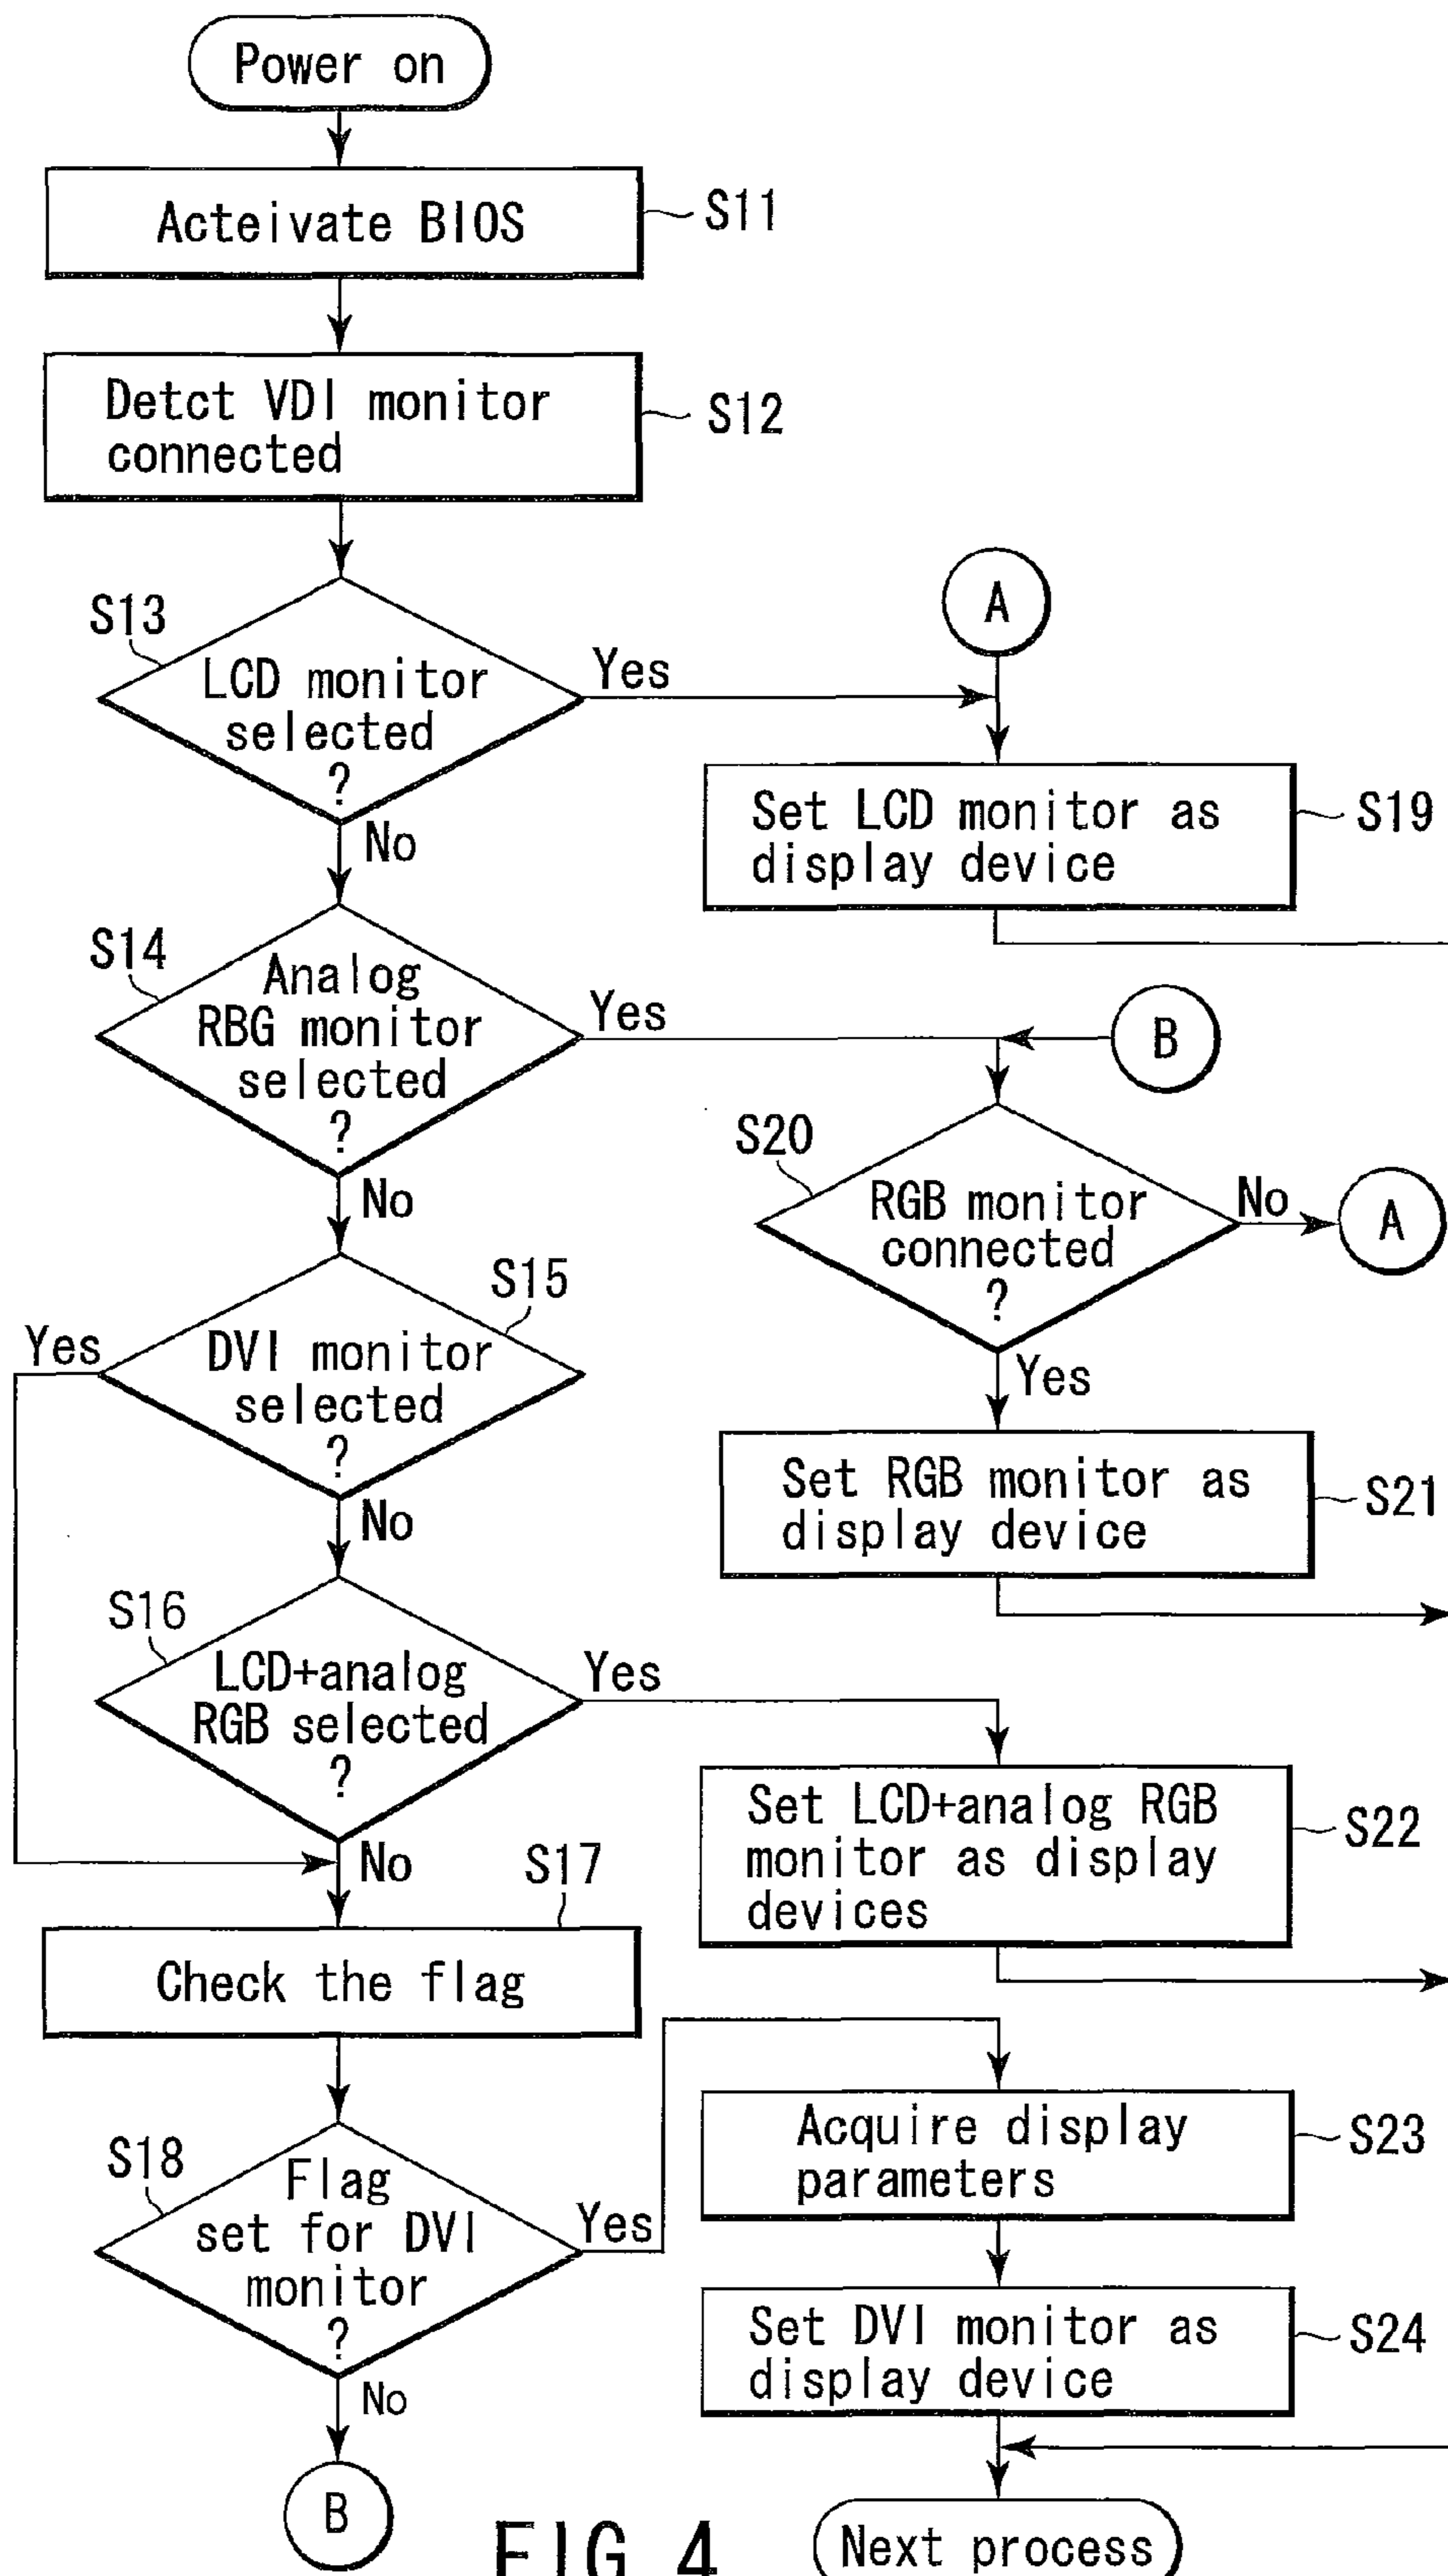 Power on
Acteivate BIOS
S11
Detct VDI monitor
connected
S12
S13
LCD monitor
selected
?
Yes
No
A
Set LCD monitor as
display device
S19
S14
Analog
RBG monitor
selected
?
Yes
No
B
S20
RGB monitor
connected
?
No
A
Yes
S15
DVI monitor
selected
?
Yes
No
Set RGB monitor as
display device
S21
S16
LCD+analog
RGB selected
?
Yes
No
Set LCD+analog RGB
monitor as display
devices
S22
S17
Check the flag
S18
Flag
set for DVI
monitor
?
Yes
No
B
Acquire display
parameters
S23
Set DVI monitor as
display device
S24
Next process
FIG. 4